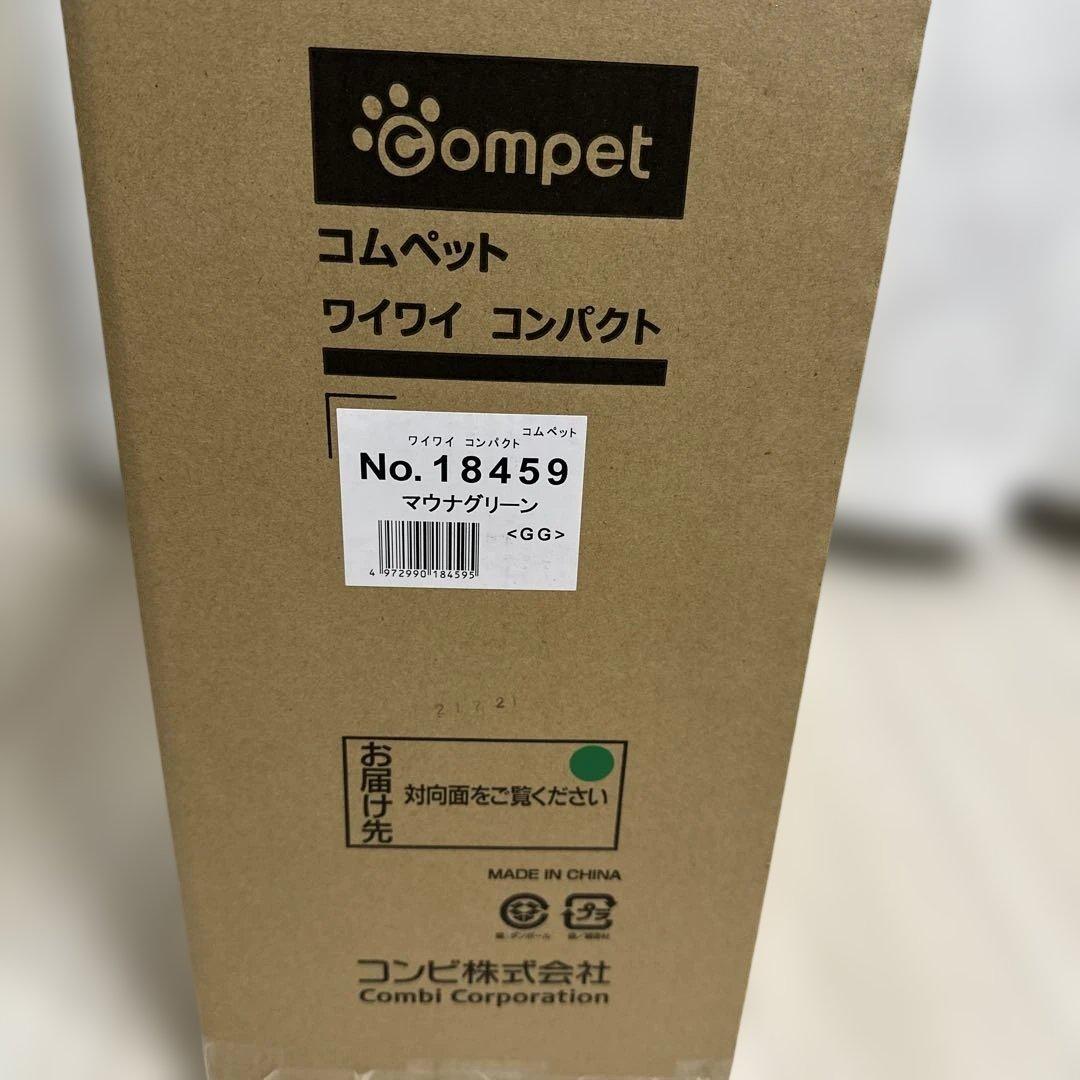 compet
コムペット
ワイワイ コンパクト
コムペット
ワイワイ コンパクト
No.18459
マウナグリーン
<GG>
4 972990 184595
お届け先
対向面をご覧ください
MADE IN CHINA
プラ
コンビ株式会社
Combi Corporation